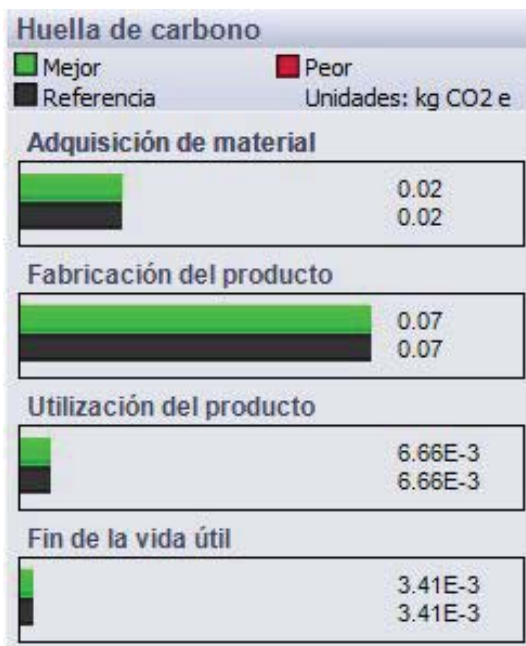 Huella de carbono
Mejor Peor
Referencia Unidades: kg CO2 e
Adquisición de material
0.02
0.02
Fabricación del producto
0.07
0.07
Utilización del producto
6.66E-3
6.66E-3
Fin de la vida útil
3.41E-3
3.41E-3